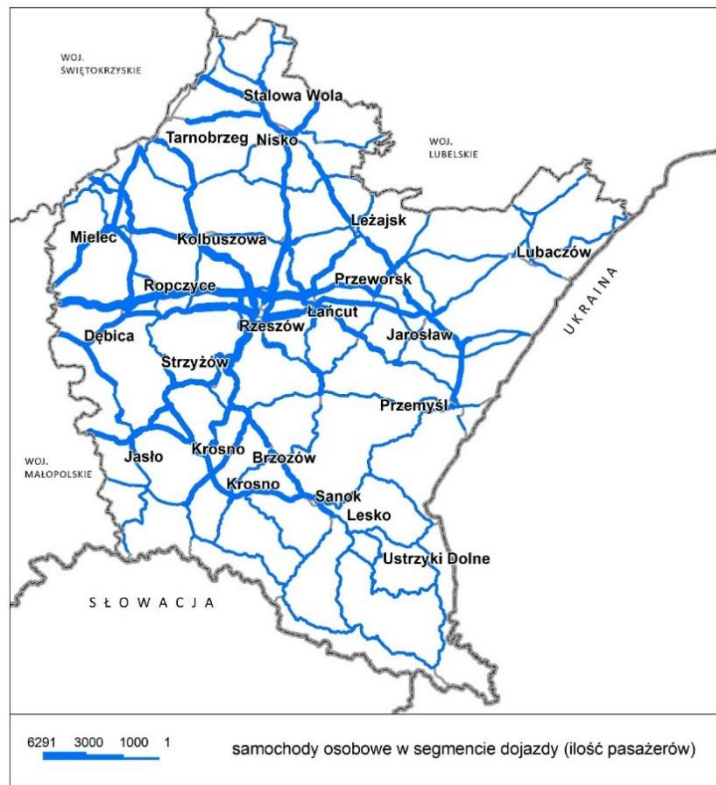 WOJ.
ŚWIĘTOKRZYSKIE
Stalowa Wola
Tarnobrzeg
Nisko
WOJ.
LUBELSKIE
Leżajsk
Mielec
Kolbuszowa
Lubaczów
Ropczyce
Przeworsk
Łańcut
Rzeszów
Jarosław
Dębica
UKRAINA
Strzyżów
Przemyśl
WOJ.
MAŁOPOLSKIE
Jasło
Krosno
Brzozów
Krosno
Sanok
Lesko
Ustrzyki Dolne
SŁOWACJA
6291 3000 1000 1
samochody osobowe w segmencie dojazdy (ilość pasażerów)